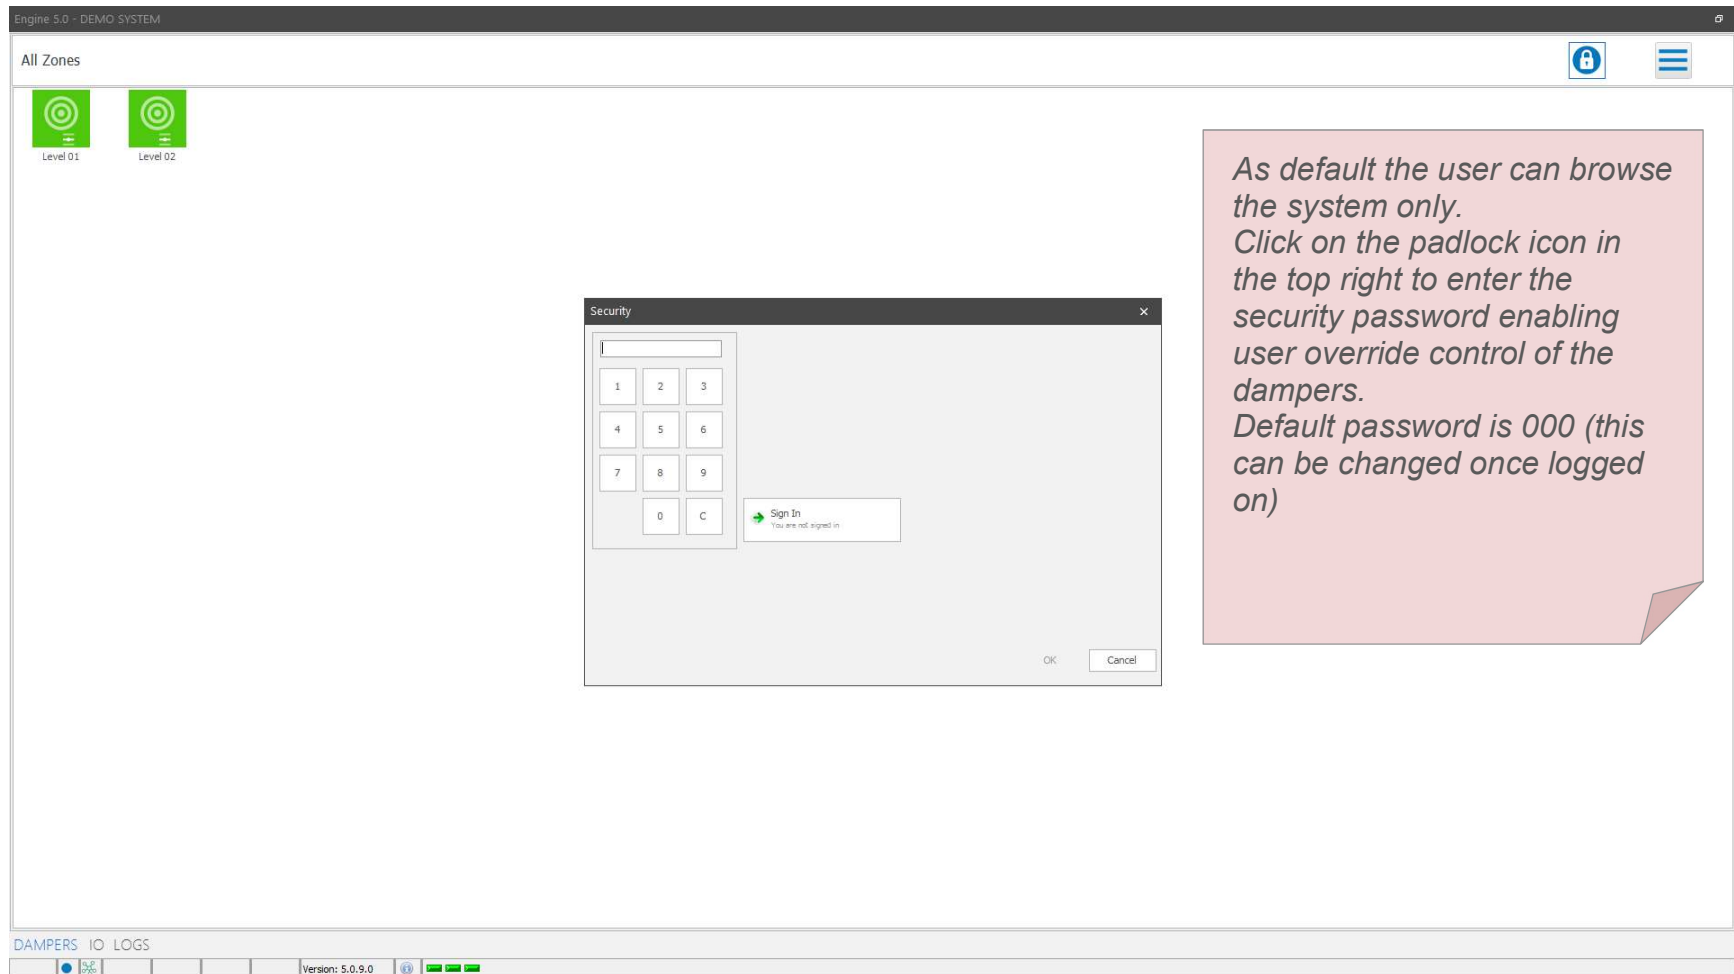 Engine 5.0 - DEMO SYSTEM
All Zones
Level 01
Level 02
As default the user can browse
the system only.
Click on the padlock icon in
the top right to enter the
security password enabling
user override control of the
dampers.
Default password is 000 (this
can be changed once logged
on)
Security
1 2 3
4 5 6
7 8 9
0 C
Sign In
You are not signed in
OK Cancel
DAMPERS IO LOGS
Version: 5.0.9.0